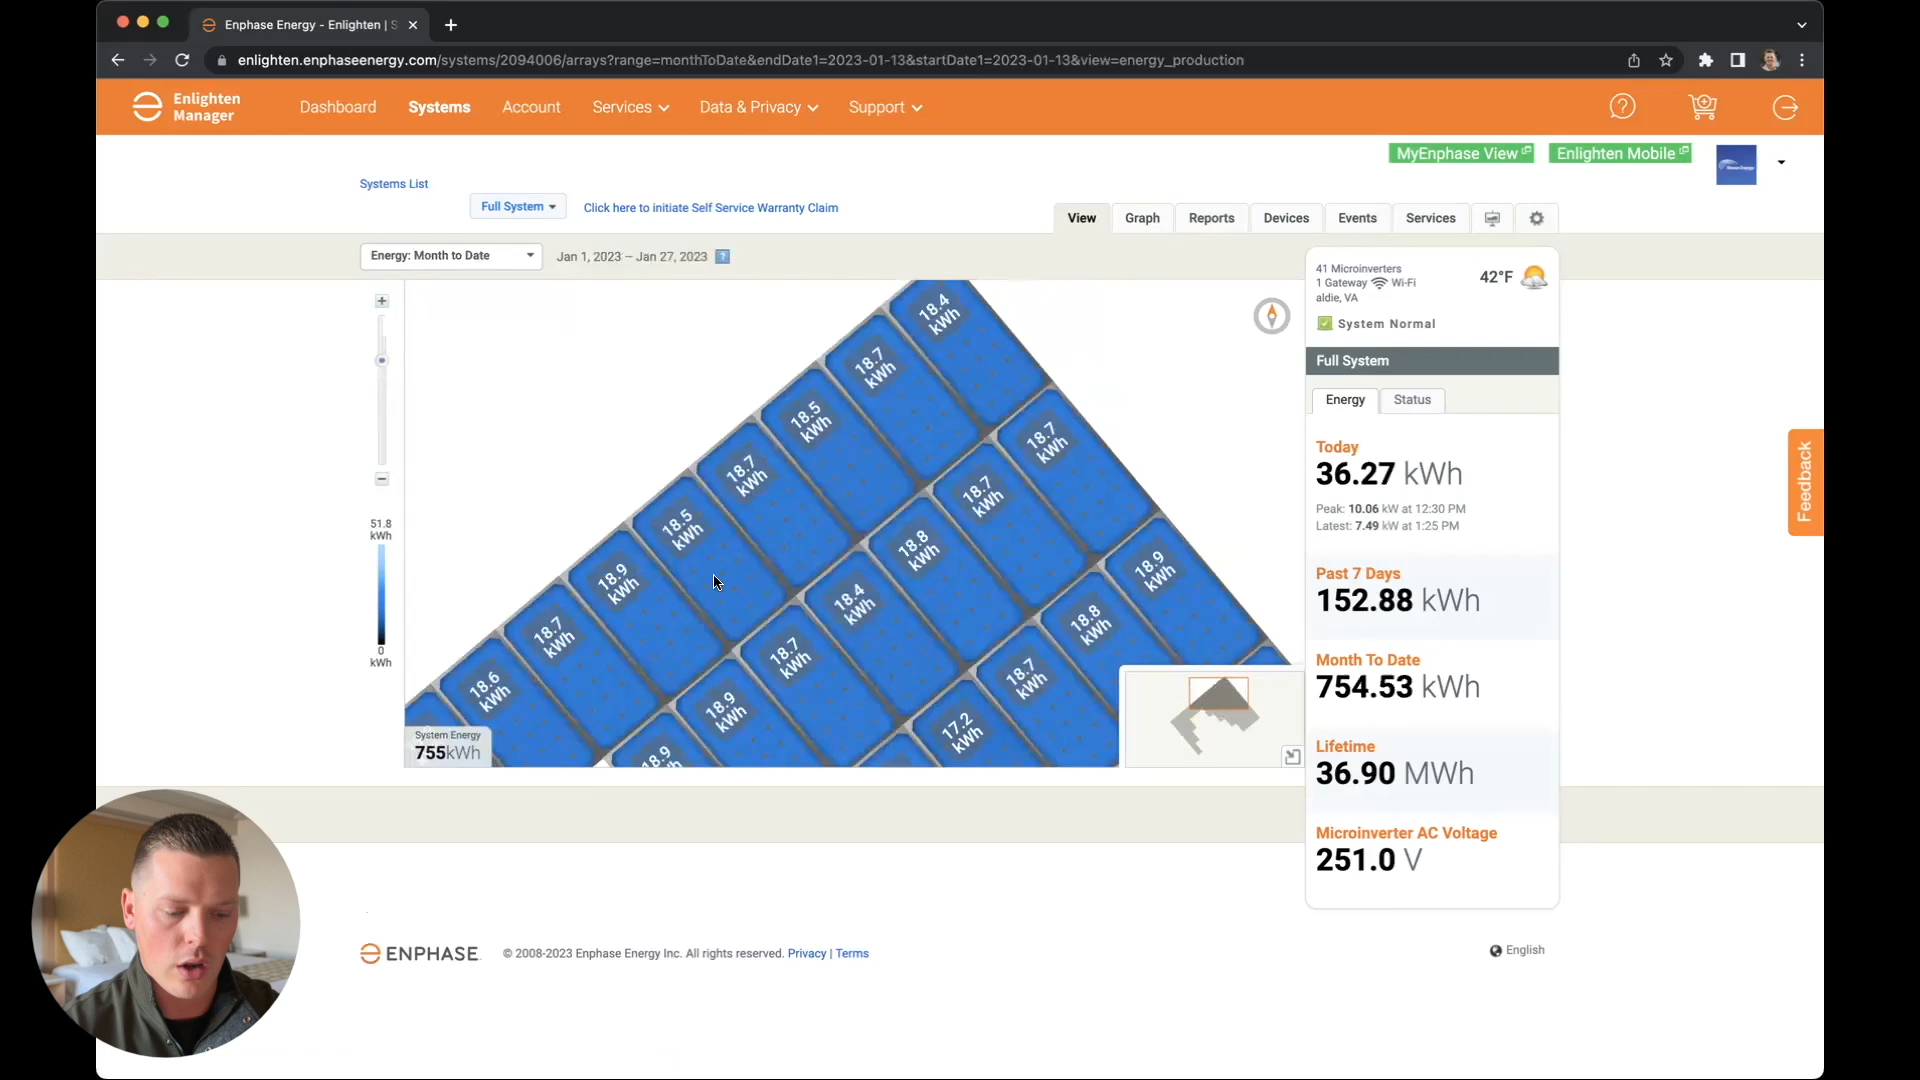 Enphase Energy - Enlighten | S
enlighten.enphaseenergy.com/systems/2094006/arrays?range=monthToDate&endDate1=2023-01-13&startDate1=2023-01-13&view=energy_production
Enlighten
Manager
Dashboard
Systems
Account
Services
Data & Privacy
Support
MyEnphase View
Enlighten Mobile
Systems List
Full System
Click here to initiate Self Service Warranty Claim
View
Graph
Reports
Devices
Events
Services
Energy: Month to Date
Jan 1, 2023 – Jan 27, 2023
?
51.8
kWh
0
kWh
18.4
kWh
18.7
kWh
18.5
kWh
18.7
kWh
18.5
kWh
18.9
kWh
18.7
kWh
18.6
kWh
18.7
kWh
18.7
kWh
18.8
kWh
18.4
kWh
18.7
kWh
18.9
kWh
18.9
kWh
18.9
kWh
18.8
kWh
18.7
kWh
17.2
kWh
System Energy
755kWh
41 Microinverters
1 Gateway Wi-Fi
aldie, VA
42°F
System Normal
Full System
Energy
Status
Today
36.27 kWh
Peak: 10.06 kW at 12:30 PM
Latest: 7.49 kW at 1:25 PM
Past 7 Days
152.88 kWh
Month To Date
754.53 kWh
Lifetime
36.90 MWh
Microinverter AC Voltage
251.0 V
Feedback
ENPHASE
© 2008-2023 Enphase Energy Inc. All rights reserved. Privacy | Terms
English